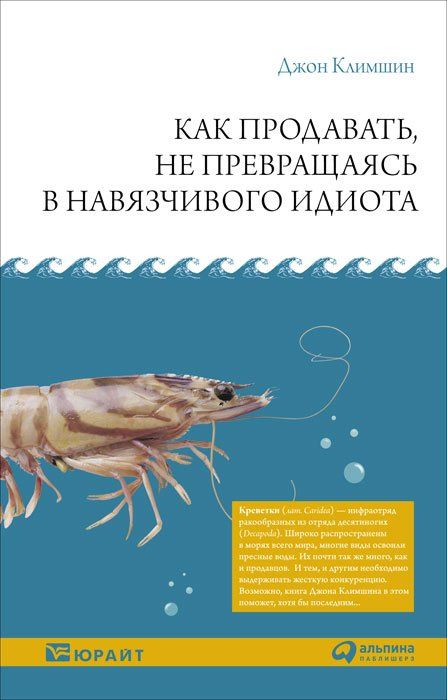 Джон Климшин
КАК ПРОДАВАТЬ,
НЕ ПРЕВРАЩАЯСЬ
В НАВЯЗЧИВОГО ИДИОТА
Креветки (лат. Caridea) — инфраотряд
ракообразных из отряда десятиногих
(Decapoda). Широко распространены
в морях всего мира, многие виды освоили
пресные воды. Их почти так же много, как
и продавцов.  И тем, и другим необходимо
выдерживать жесткую конкуренцию.
Возможно, книга Джона Климшина в этом
поможет, хотя бы последним...
ЮРАЙТ
АЛЬПИНА
ПАБЛИШЕРЗ